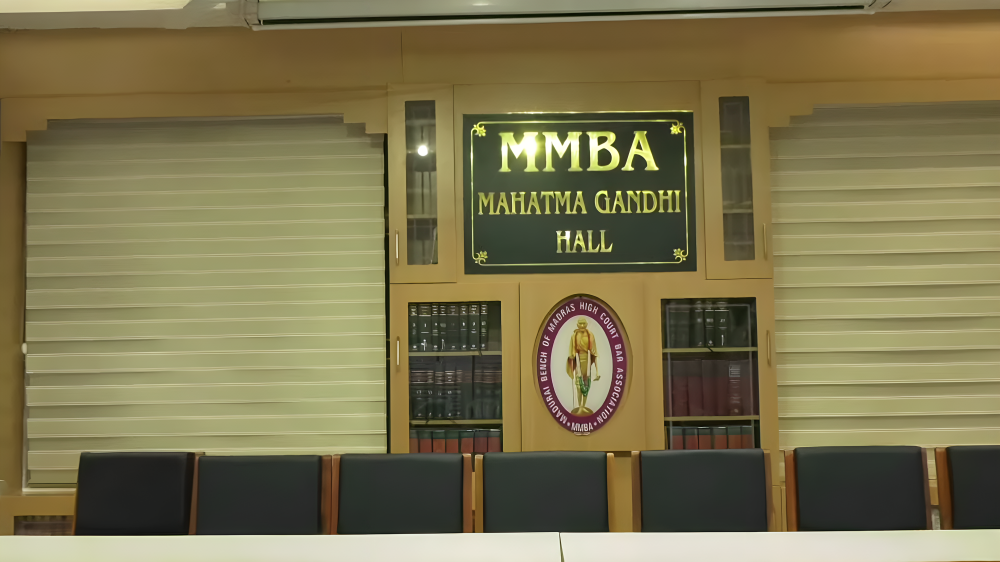 MMBA
MAHATMA GANDHI
HALL
MADURAI BENCH OF MADRAS HIGH COURT BAR ASSOCIATION
MMBA